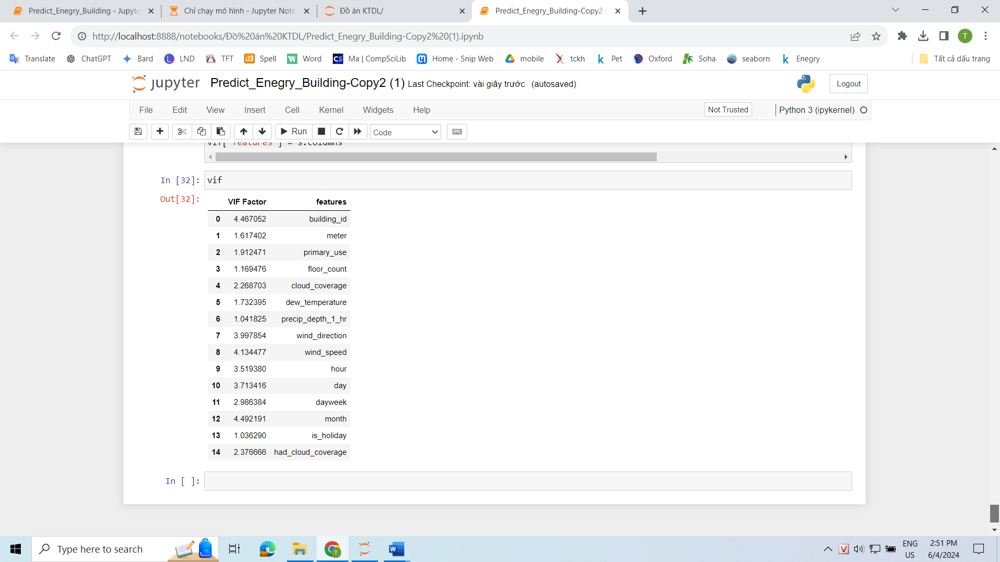 Predict_Enegry_Building - Jupyte
Chỉ chạy mô hình - Jupyter Note
Đồ án KTDL/
Predict_Enegry_Building-Copy2 (
http://localhost:8888/notebooks/Đồ%20án%20KTDL/Predict_Enegry_Building-Copy2%20(1).ipynb
T
Translate ChatGPT Bard LND TFT Spell Word Ma | CompSciLib Home - Snip Web mobile tckh Pet Oxford Soha seaborn Enegry Tất cả dấu trang
jupyter Predict_Enegry_Building-Copy2 (1) Last Checkpoint: vài giây trước (autosaved)
Logout
File Edit View Insert Cell Kernel Widgets Help
Not Trusted
Python 3 (ipykernel)
Run
Code
vif["features"] = s.columns
In [32]: vif
Out[32]:
VIF Factor features
0 4.467052 building_id
1 1.617402 meter
2 1.912471 primary_use
3 1.169476 floor_count
4 2.268703 cloud_coverage
5 1.732395 dew_temperature
6 1.041825 precip_depth_1_hr
7 3.997854 wind_direction
8 4.134477 wind_speed
9 3.519380 hour
10 3.713416 day
11 2.986384 dayweek
12 4.492191 month
13 1.036290 is_holiday
14 2.376666 had_cloud_coverage
In [ ]:
Type here to search
ENG
US
2:51 PM
6/4/2024